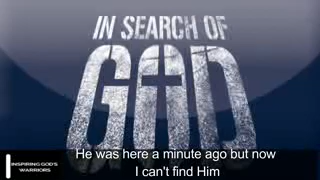 IN SEARCH OF
GOD
INSPIRING GOD'S
WARRIORS
He was here a minute ago but now
I can't find Him